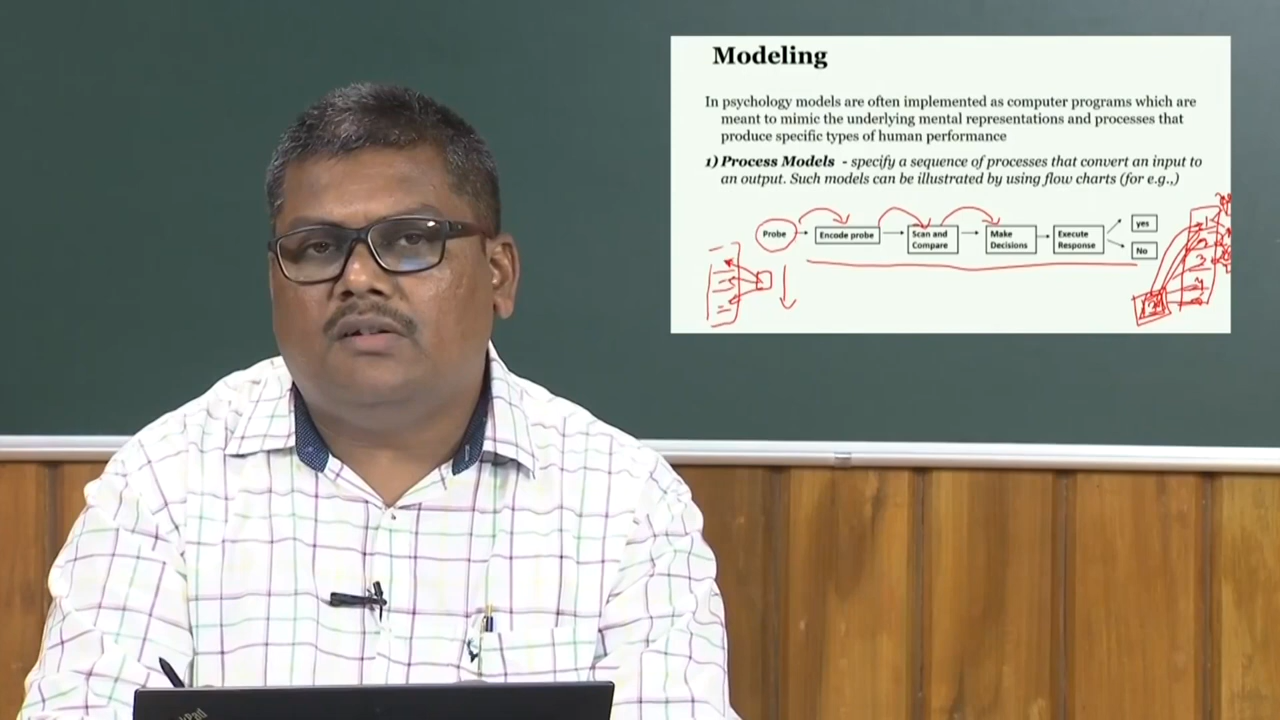 Modeling
In psychology models are often implemented as computer programs which are
meant to mimic the underlying mental representations and processes that
produce specific types of human performance
1) Process Models - specify a sequence of processes that convert an input to
an output. Such models can be illustrated by using flow charts (for e.g.,)
Probe
Encode probe
Scan and
Compare
Make
Decisions
Execute
Response
yes
No